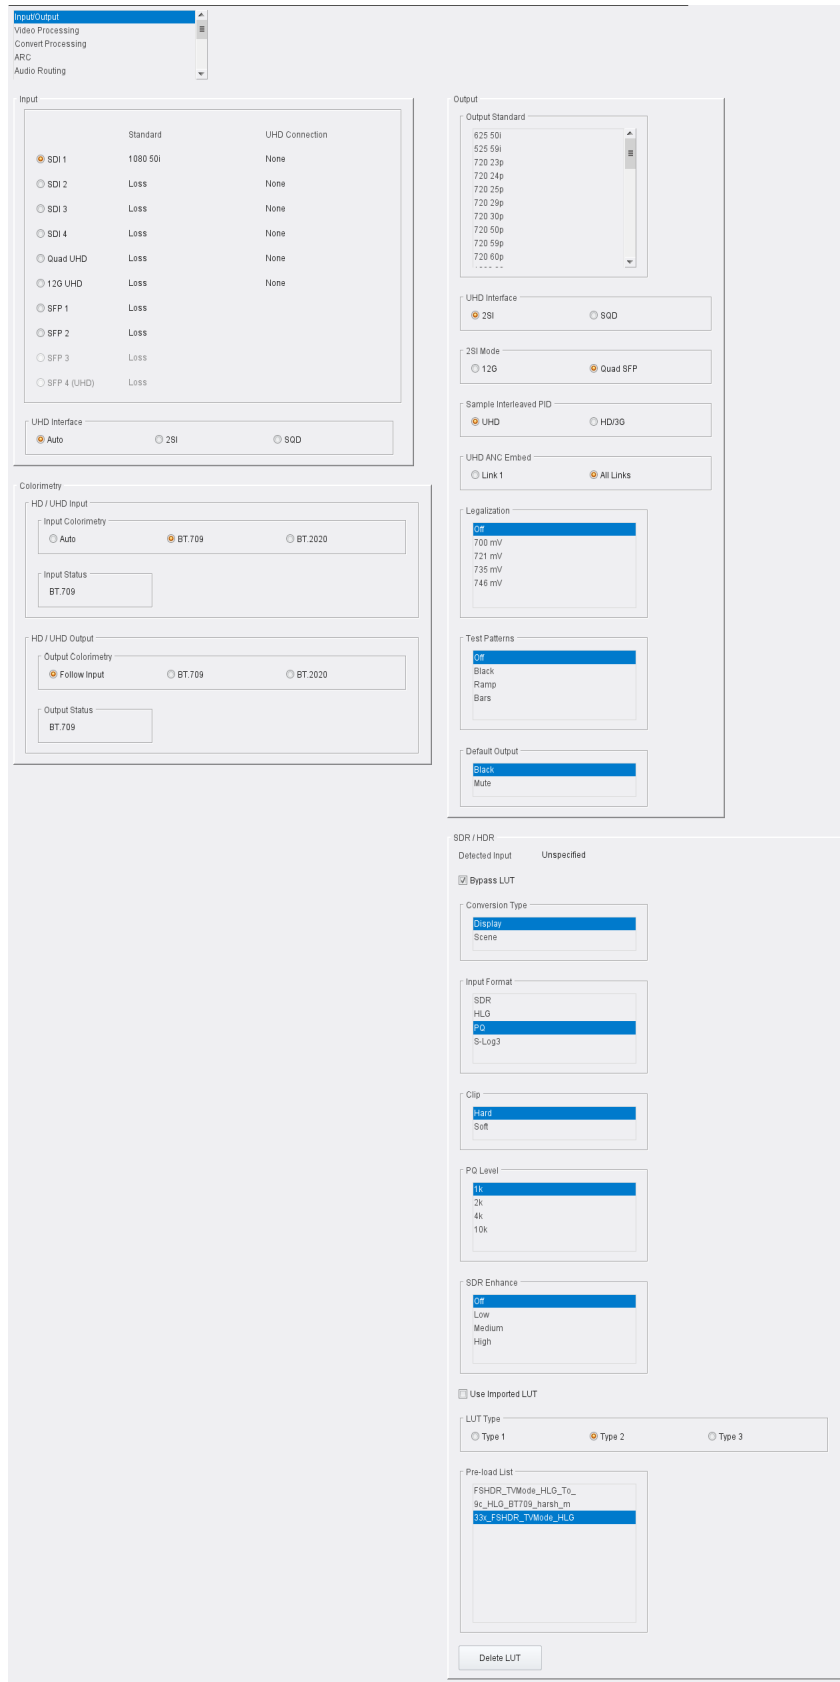 Input/Output
Video Processing
Convert Processing
ARC
Audio Routing
Input
Standard UHD Connection
SDI 1 1080 50i None
SDI 2 Loss None
SDI 3 Loss None
SDI 4 Loss None
Quad UHD Loss None
12G UHD Loss None
SFP 1 Loss
SFP 2 Loss
SFP 3 Loss
SFP 4 (UHD) Loss
UHD Interface
Auto 2SI SQD
Colorimetry
HD / UHD Input
Input Colorimetry
Auto BT.709 BT.2020
Input Status
BT.709
HD / UHD Output
Output Colorimetry
Follow Input BT.709 BT.2020
Output Status
BT.709
Output
Output Standard
625 50i
525 59i
720 23p
720 24p
720 25p
720 29p
720 30p
720 50p
720 59p
720 60p
UHD Interface
2SI SQD
2SI Mode
12G Quad SFP
Sample Interleaved PID
UHD HD/3G
UHD ANC Embed
Link 1 All Links
Legalization
Off
700 mV
721 mV
735 mV
746 mV
Test Patterns
Off
Black
Ramp
Bars
Default Output
Black
Mute
SDR / HDR
Detected Input Unspecified
Bypass LUT
Conversion Type
Display
Scene
Input Format
SDR
HLG
PQ
S-Log3
Clip
Hard
Soft
PQ Level
1k
2k
4k
10k
SDR Enhance
Off
Low
Medium
High
Use Imported LUT
LUT Type
Type 1 Type 2 Type 3
Pre-load List
FSHDR_TVMode_HLG_To_
9c_HLG_BT709_harsh_m
33x_FSHDR_TVMode_HLG
Delete LUT